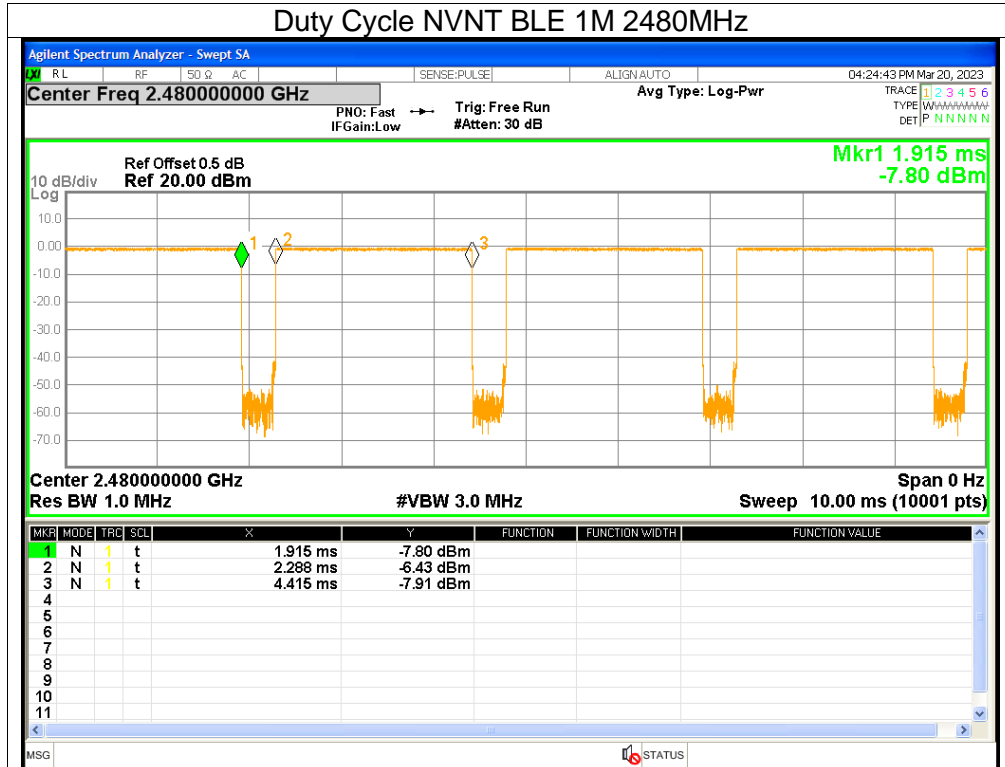 Duty Cycle NVNT BLE 1M 2480MHz
Agilent Spectrum Analyzer - Swept SA
LXI RL RF 50 Ω AC SENSE:PULSE ALIGNAUTO 04:24:43 PM Mar 20, 2023
Center Freq 2.480000000 GHz Avg Type: Log-Pwr TRACE 1 2 3 4 5 6
PNO: Fast Trig: Free Run TYPE
IFGain:Low #Atten: 30 dB DET P N N N N N
Mkr1 1.915 ms
-7.80 dBm
Ref Offset 0.5 dB
10 dB/div Ref 20.00 dBm
Log
10.0
0.00
-10.0
-20.0
-30.0
-40.0
-50.0
-60.0
-70.0
1 2 3
Center 2.480000000 GHz Span 0 Hz
Res BW 1.0 MHz #VBW 3.0 MHz Sweep 10.00 ms (10001 pts)
MKR MODE TRC SCL X Y FUNCTION FUNCTION WIDTH FUNCTION VALUE
1 N 1 t 1.915 ms -7.80 dBm
2 N 1 t 2.288 ms -6.43 dBm
3 N 1 t 4.415 ms -7.91 dBm
4
5
6
7
8
9
10
11
MSG STATUS